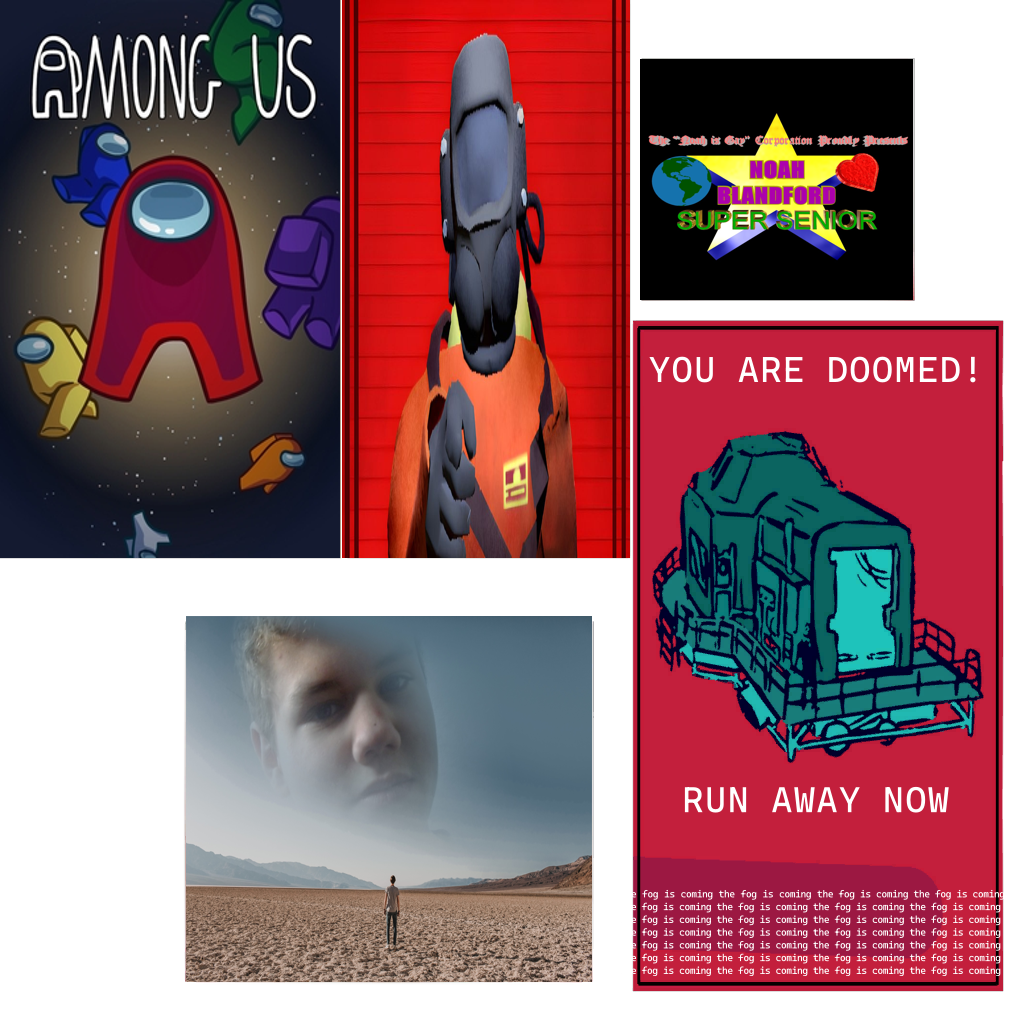 AMONG US
The "Noah is Gay" Corporation Proudly Presents
NOAH
BLANDFORD
SUPER SENIOR
YOU ARE DOOMED!
RUN AWAY NOW
e fog is coming the fog is coming the fog is coming the fog is coming
e fog is coming the fog is coming the fog is coming the fog is coming
e fog is coming the fog is coming the fog is coming the fog is coming
e fog is coming the fog is coming the fog is coming the fog is coming
e fog is coming the fog is coming the fog is coming the fog is coming
e fog is coming the fog is coming the fog is coming the fog is coming
e fog is coming the fog is coming the fog is coming the fog is coming